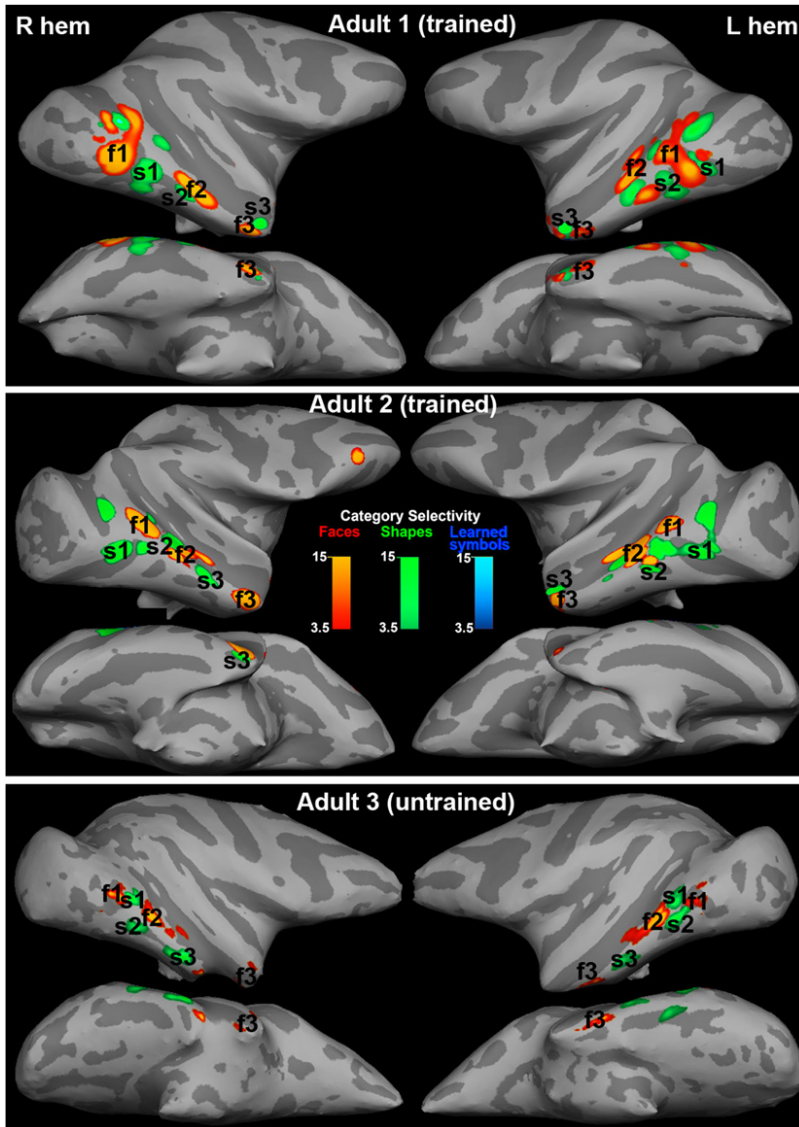 R hem Adult 1 (trained) L hem
f1
s1
f2
s2
s3
f3
f3
f1
f2
s1
s2
s3
f3
f3
Adult 2 (trained)
f1
s1
s2
f2
s3
f3
s3
Category Selectivity
Faces Shapes Learned
symbols
15 15 15
3.5 3.5 3.5
f1
f2
s1
s2
s3
f3
Adult 3 (untrained)
f1
s1
f2
s2
s3
f3
f3
s1
f1
f2
s2
s3
f3
f3